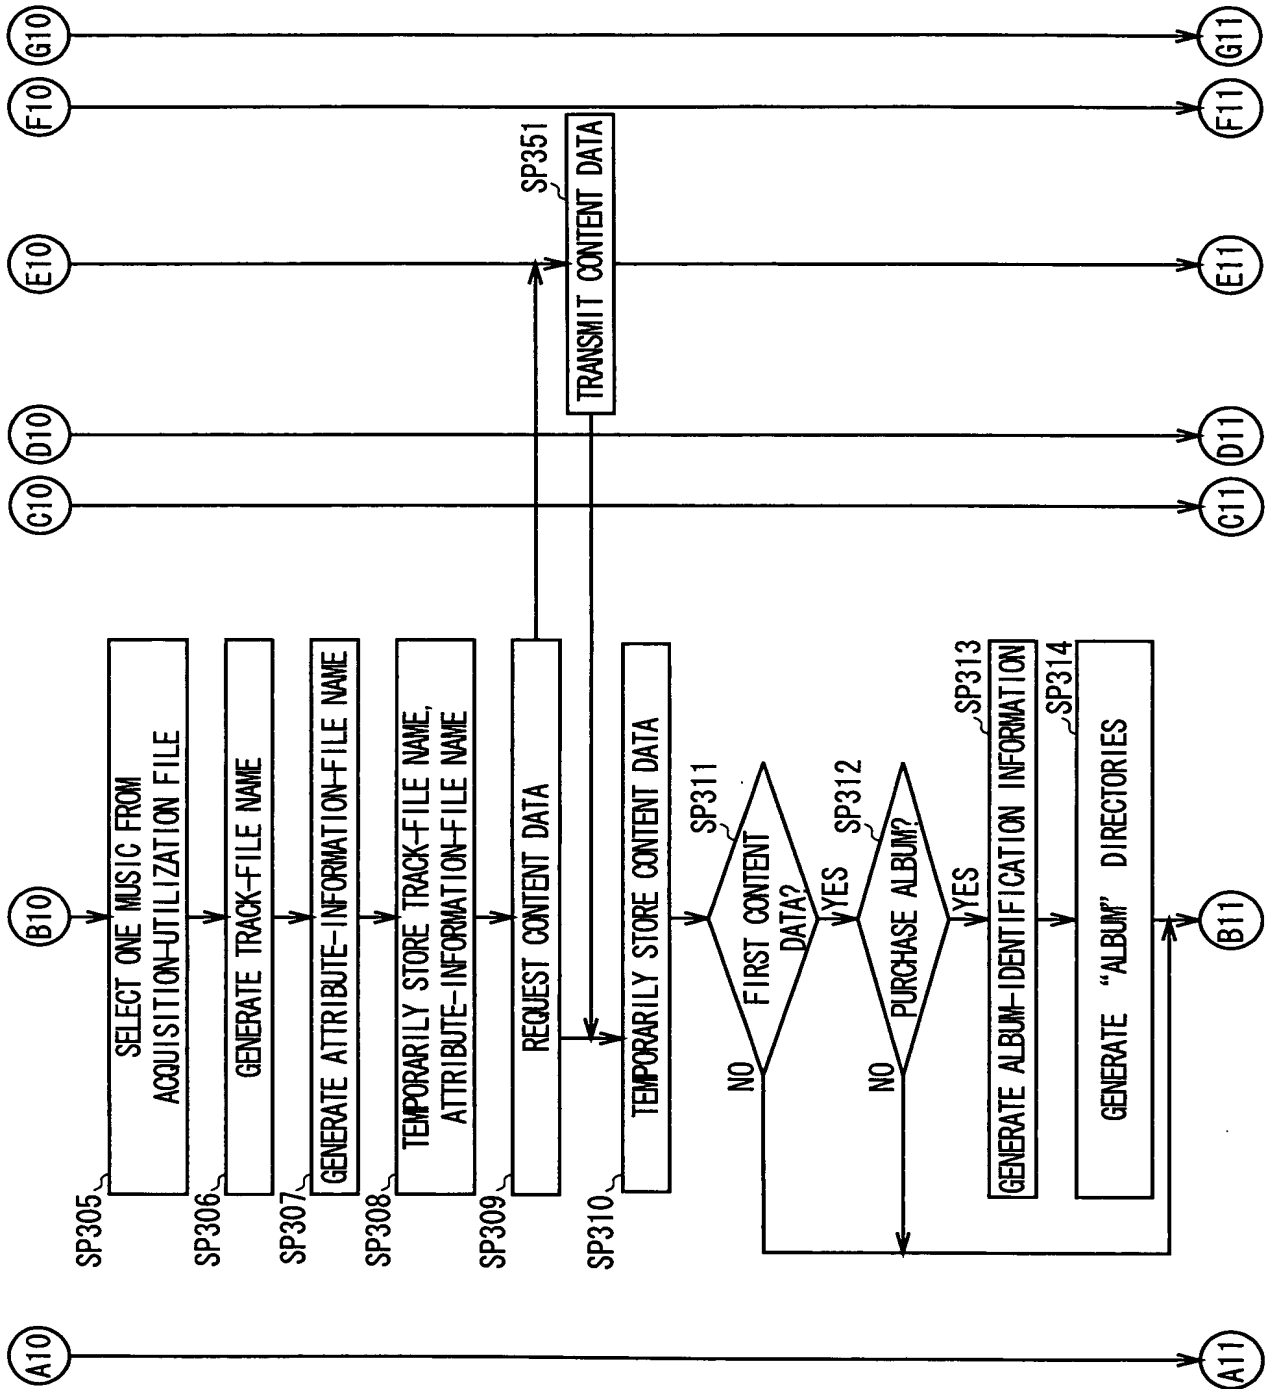 A10
B10
C10
D10
E10
F10
G10
SP305
SELECT ONE MUSIC FROM
ACQUISITION-UTILIZATION FILE
SP306
GENERATE TRACK-FILE NAME
SP307
GENERATE ATTRIBUTE-INFORMATION-FILE NAME
SP308
TEMPORARILY STORE TRACK-FILE NAME,
ATTRIBUTE-INFORMATION-FILE NAME
SP309
REQUEST CONTENT DATA
SP351
TRANSMIT CONTENT DATA
SP310
TEMPORARILY STORE CONTENT DATA
SP311
FIRST CONTENT
DATA?
NO
YES
SP312
PURCHASE ALBUM?
NO
YES
SP313
GENERATE ALBUM-IDENTIFICATION INFORMATION
SP314
GENERATE "ALBUM" DIRECTORIES
A11
B11
C11
D11
E11
F11
G11